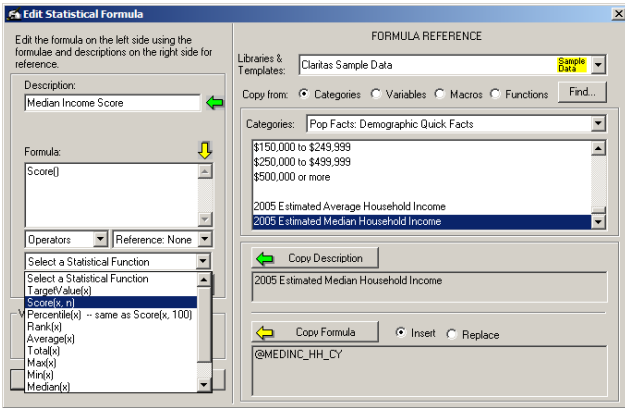 Edit Statistical Formula
Edit the formula on the left side using the
formulae and descriptions on the right side for
reference.
Description:
Median Income Score
Formula:
Score()
Operators
Reference: None
Select a Statistical Function
Select a Statistical Function
TargetValue(x)
Score(x, n)
Percentile(x) -- same as Score(x, 100)
Rank(x)
Average(x)
Total(x)
Max(x)
Min(x)
Median(x)
FORMULA REFERENCE
Libraries &
Templates:
Claritas Sample Data
Sample
Data
Copy from:
Categories
Variables
Macros
Functions
Find...
Categories:
Pop Facts: Demographic Quick Facts
$150,000 to $249,999
$250,000 to $499,999
$500,000 or more
2005 Estimated Average Household Income
2005 Estimated Median Household Income
Copy Description
2005 Estimated Median Household Income
Copy Formula
Insert
Replace
@MEDINC_HH_CY